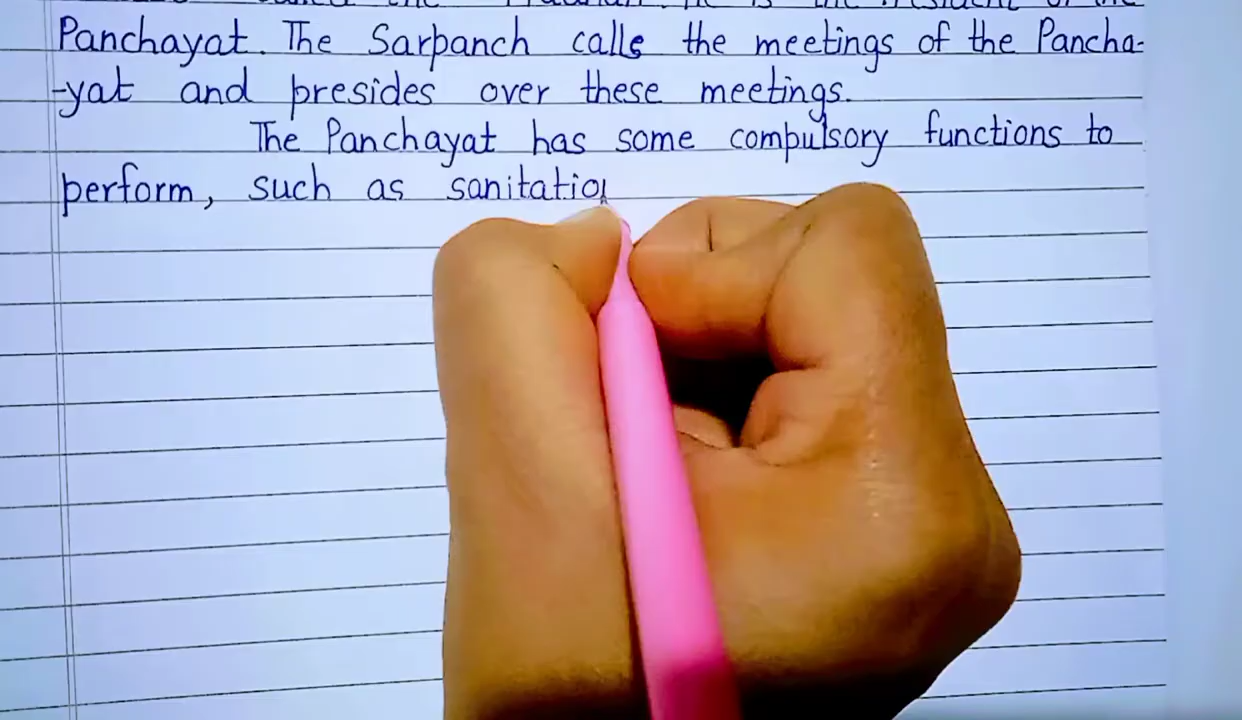 Panchayat. The Sarpanch calls the meetings of the Pancha-
-yat and presides over these meetings.
The Panchayat has some compulsory functions to
perform, such as sanitatio